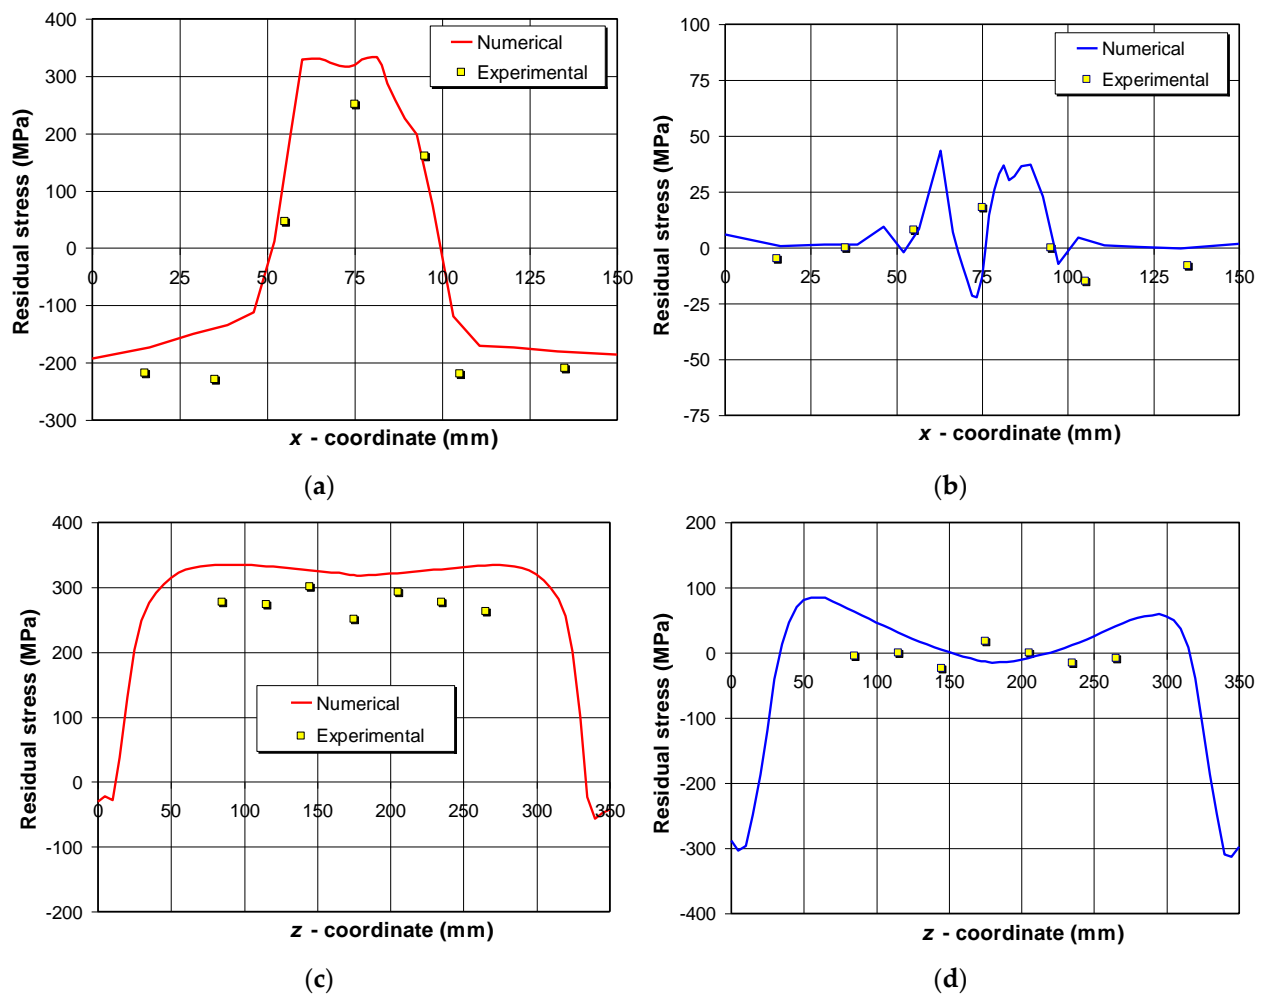 400
300
200
100
0
-100
-200
-300
0 25 50 75 100 125 150
Residual stress (MPa)
x - coordinate (mm)
Numerical
Experimental
(a)
100
75
50
25
0
-25
-50
-75
0 25 50 75 100 125 150
Residual stress (MPa)
x - coordinate (mm)
Numerical
Experimental
(b)
400
300
200
100
0
-100
-200
0 50 100 150 200 250 300 350
Residual stress (MPa)
z - coordinate (mm)
Numerical
Experimental
(c)
200
100
0
-100
-200
-300
-400
0 50 100 150 200 250 300 350
Residual stress (MPa)
z - coordinate (mm)
(d)